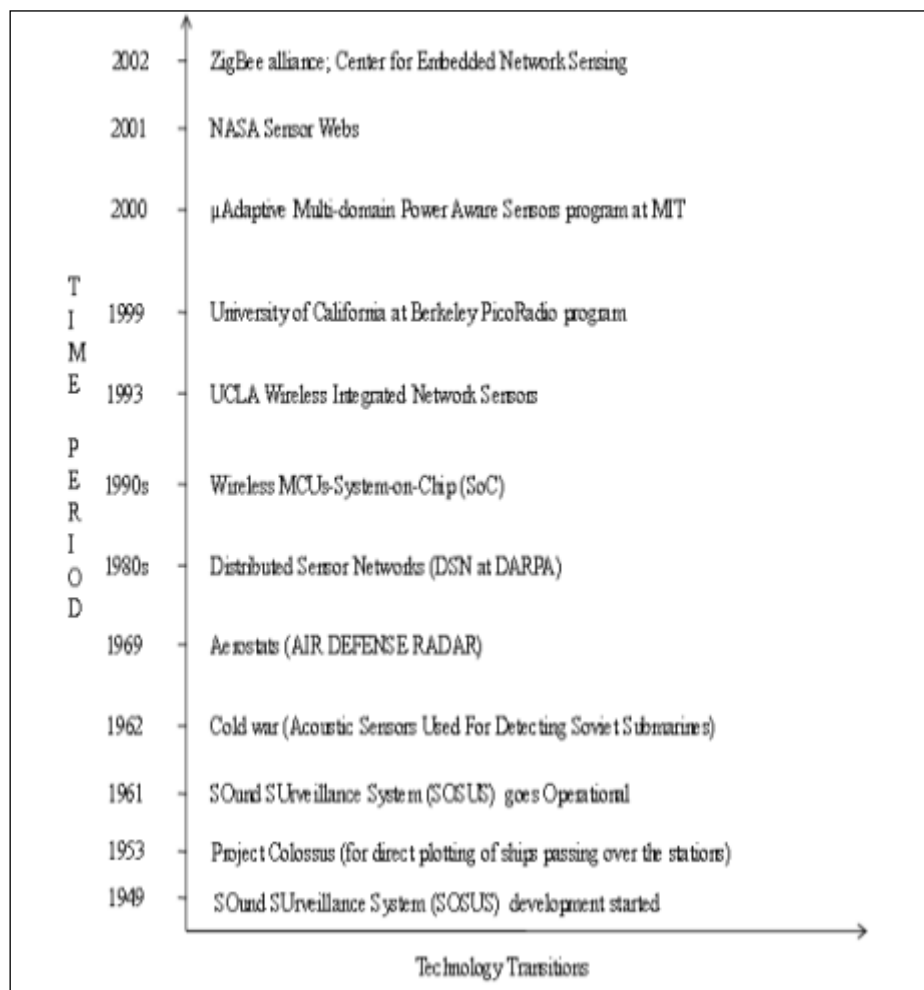 2002 ZigBee alliance; Center for Embedded Network Sensing
2001 NASA Sensor Webs
2000 μAdaptive Multi-domain Power Aware Sensors program at MIT
1999 University of California at Berkeley PicoRadio program
1993 UCLA Wireless Integrated Network Sensors
1990s Wireless MCUs-System-on-Chip (SoC)
1980s Distributed Sensor Networks (DSN at DARPA)
1969 Aerostats (AIR DEFENSE RADAR)
1962 Cold war (Acoustic Sensors Used For Detecting Soviet Submarines)
1961 SOund SUrveillance System (SOSUS) goes Operational
1953 Project Colossus (for direct plotting of ships passing over the stations)
1949 SOund SUrveillance System (SOSUS) development started
TIME PERIOD
Technology Transitions